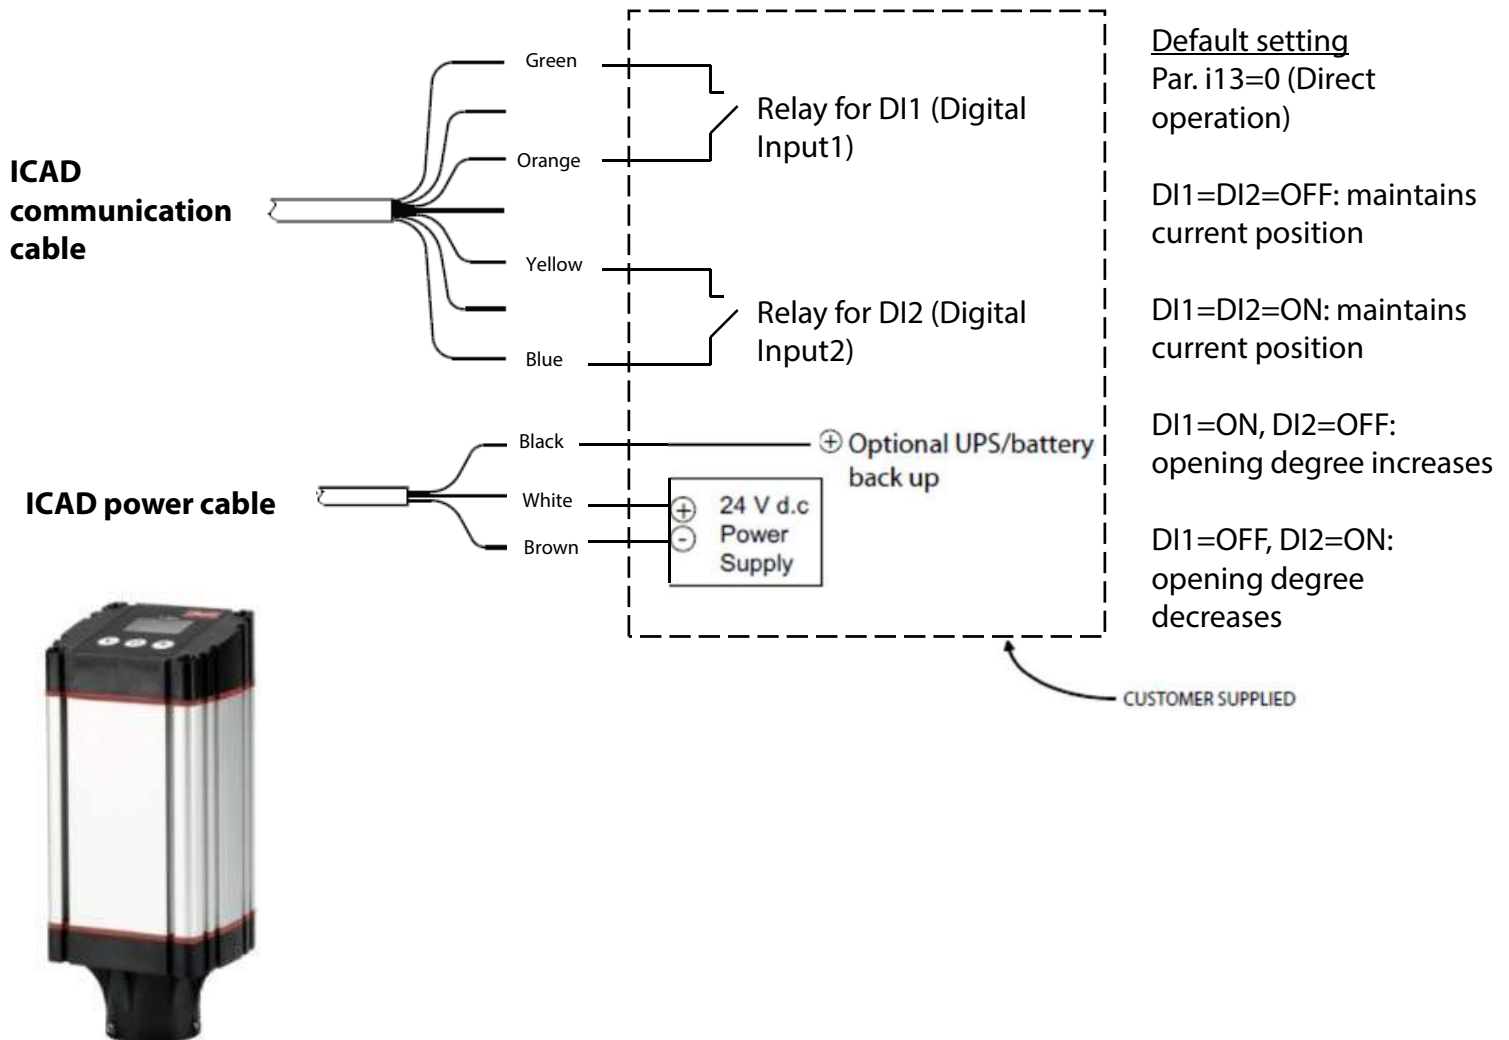 Green
Relay for DI1 (Digital
Input1)
Orange
ICAD
communication
cable
Yellow
Relay for DI2 (Digital
Input2)
Blue
Black
+ Optional UPS/battery
back up
ICAD power cable
White
Brown
+ 24 V d.c
- Power
Supply
CUSTOMER SUPPLIED
Default setting
Par. i13=0 (Direct
operation)
DI1=DI2=OFF: maintains
current position
DI1=DI2=ON: maintains
current position
DI1=ON, DI2=OFF:
opening degree increases
DI1=OFF, DI2=ON:
opening degree
decreases